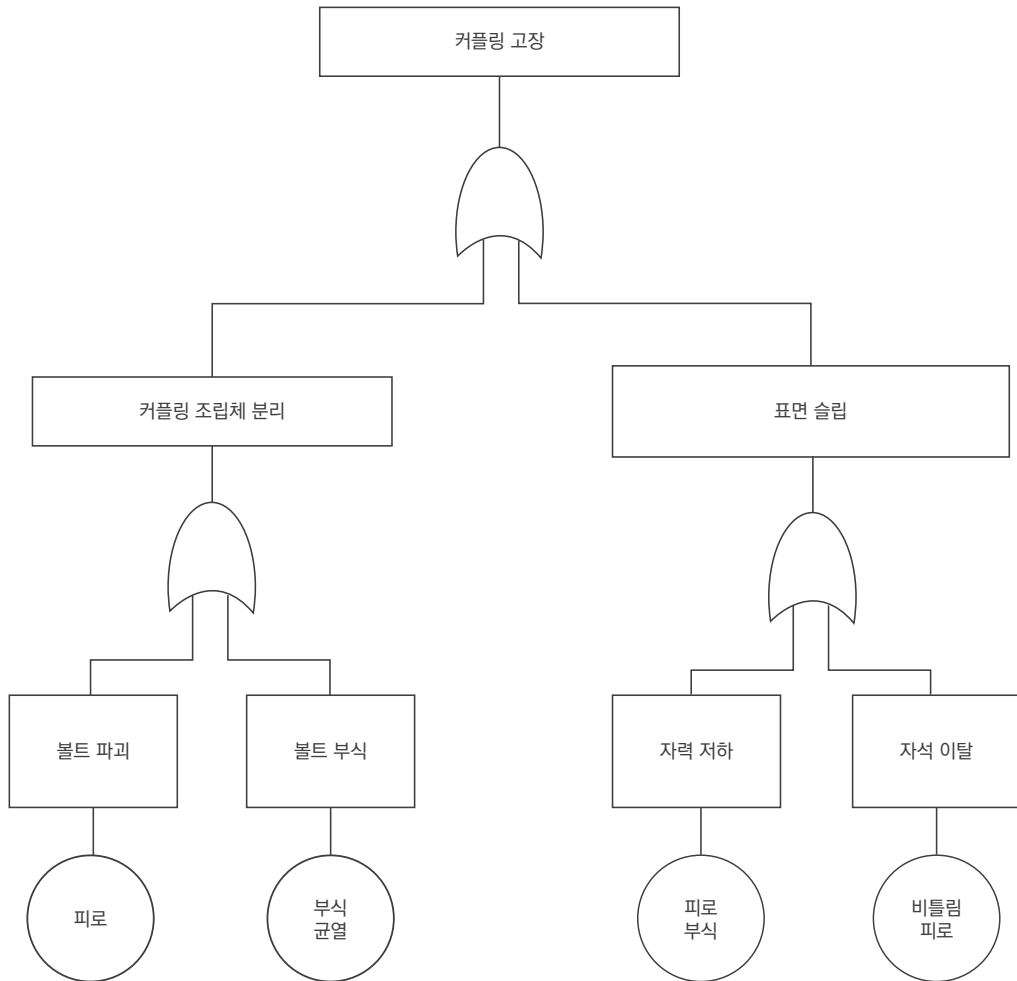 커플링 고장
커플링 조립체 분리
표면 슬립
볼트 파괴
볼트 부식
자력 저하
자석 이탈
피로
부식
균열
피로
부식
비틀림
피로